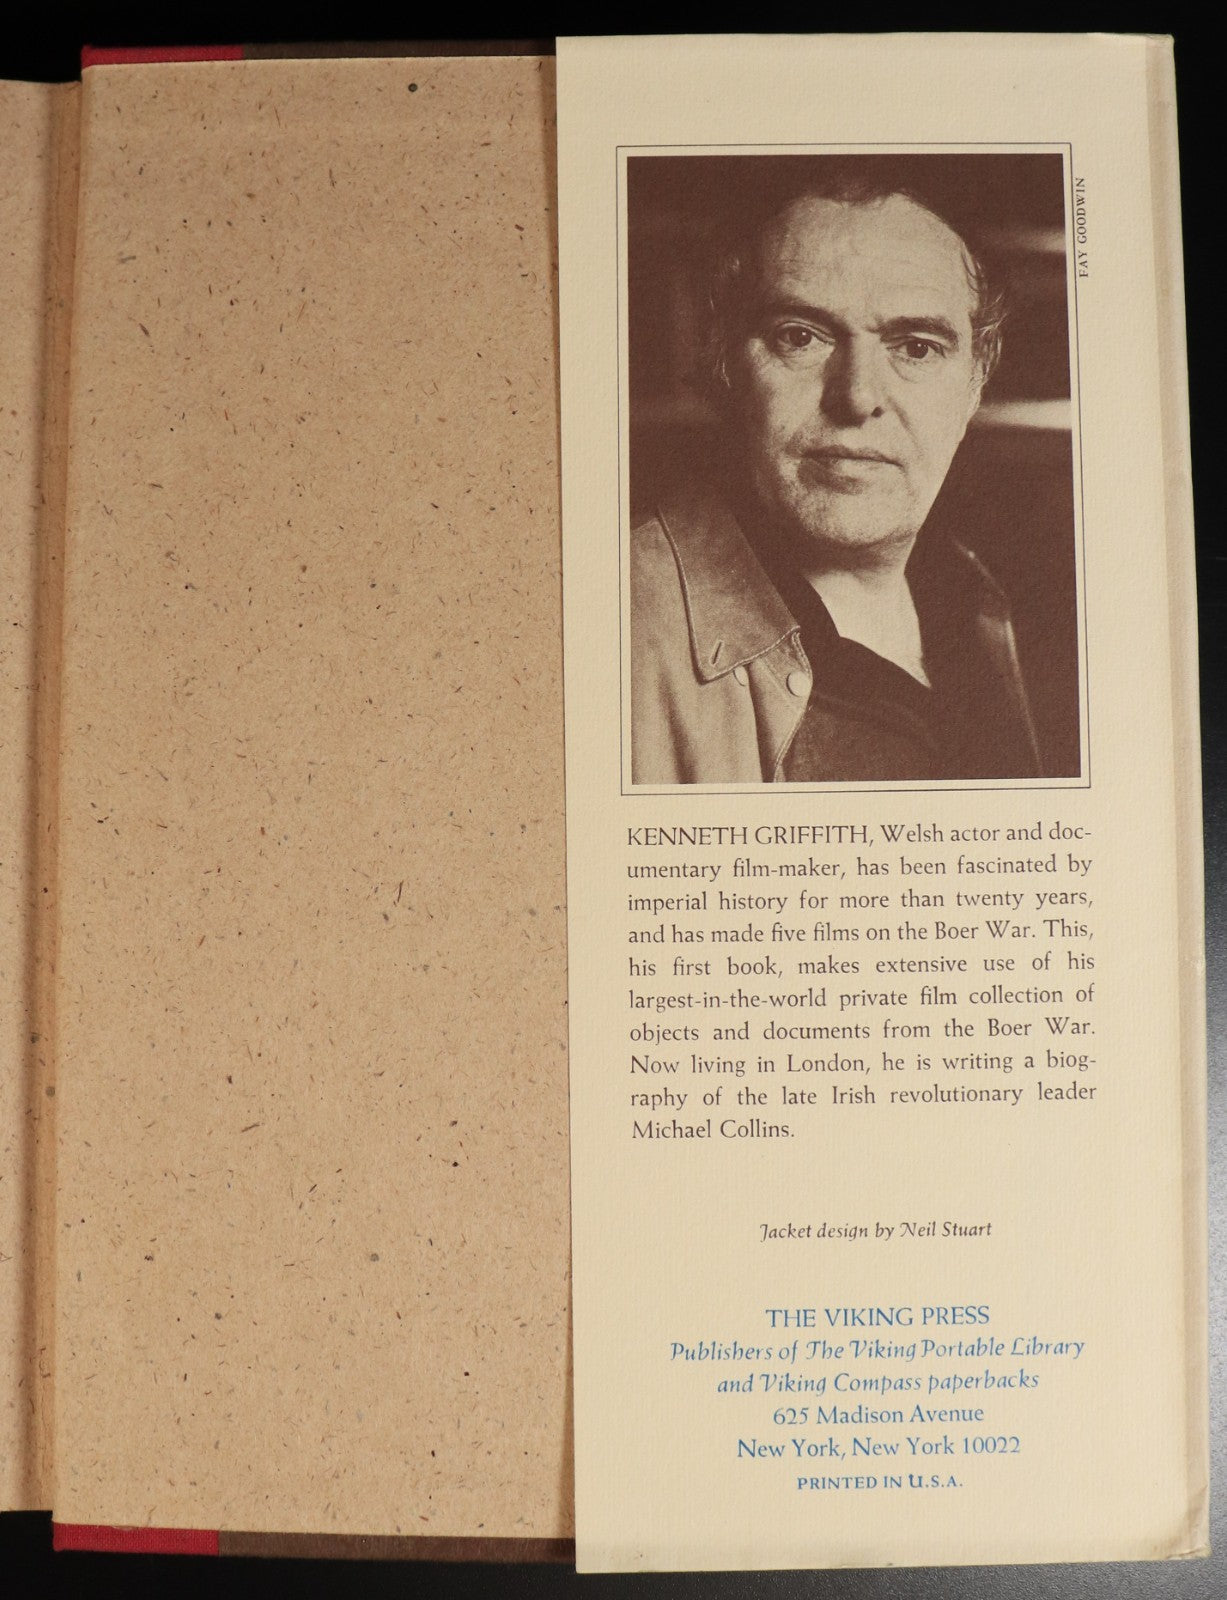 FAY GOODWIN
KENNETH GRIFFITH, Welsh actor and doc-
umentary film-maker, has been fascinated by
imperial history for more than twenty years,
and has made five films on the Boer War. This,
his first book, makes extensive use of his
largest-in-the-world private film collection of
objects and documents from the Boer War.
Now living in London, he is writing a biog-
raphy of the late Irish revolutionary leader
Michael Collins.
Jacket design by Neil Stuart
THE VIKING PRESS
Publishers of The Viking Portable Library
and Viking Compass paperbacks
625 Madison Avenue
New York, New York 10022
PRINTED IN U.S.A.